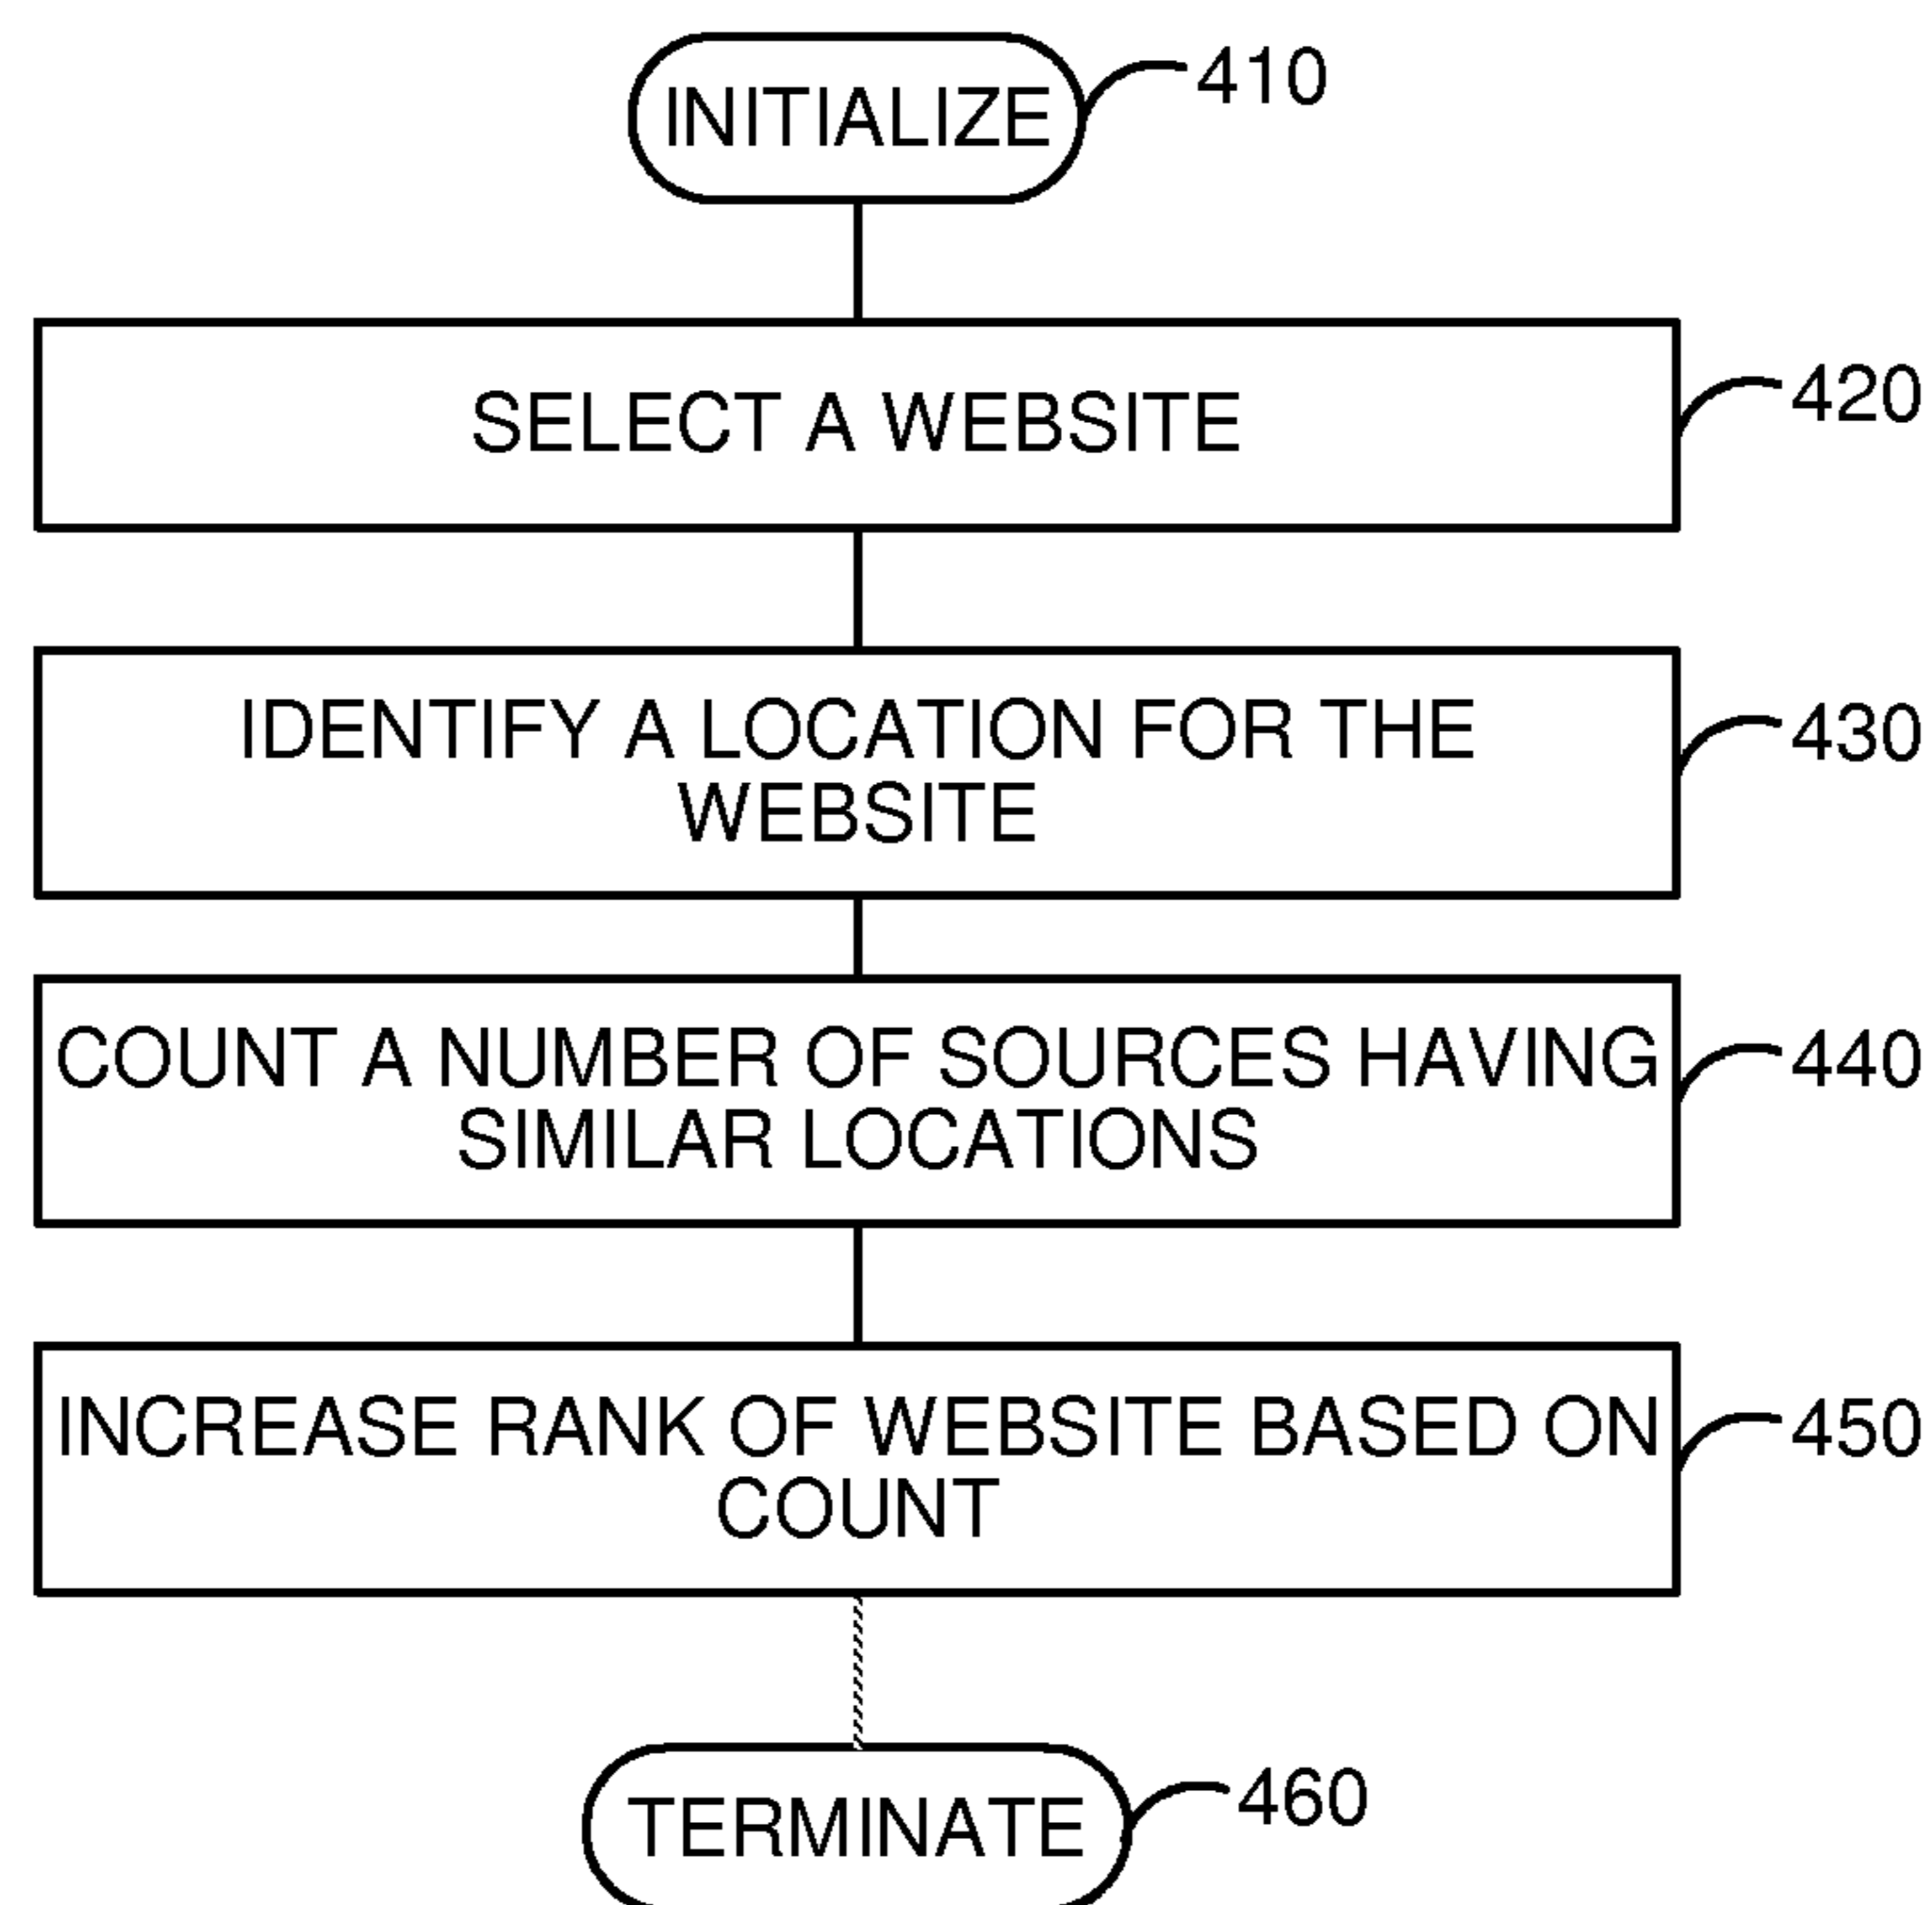 INITIALIZE
410
SELECT A WEBSITE
420
IDENTIFY A LOCATION FOR THE
WEBSITE
430
COUNT A NUMBER OF SOURCES HAVING
SIMILAR LOCATIONS
440
INCREASE RANK OF WEBSITE BASED ON
COUNT
450
TERMINATE
460